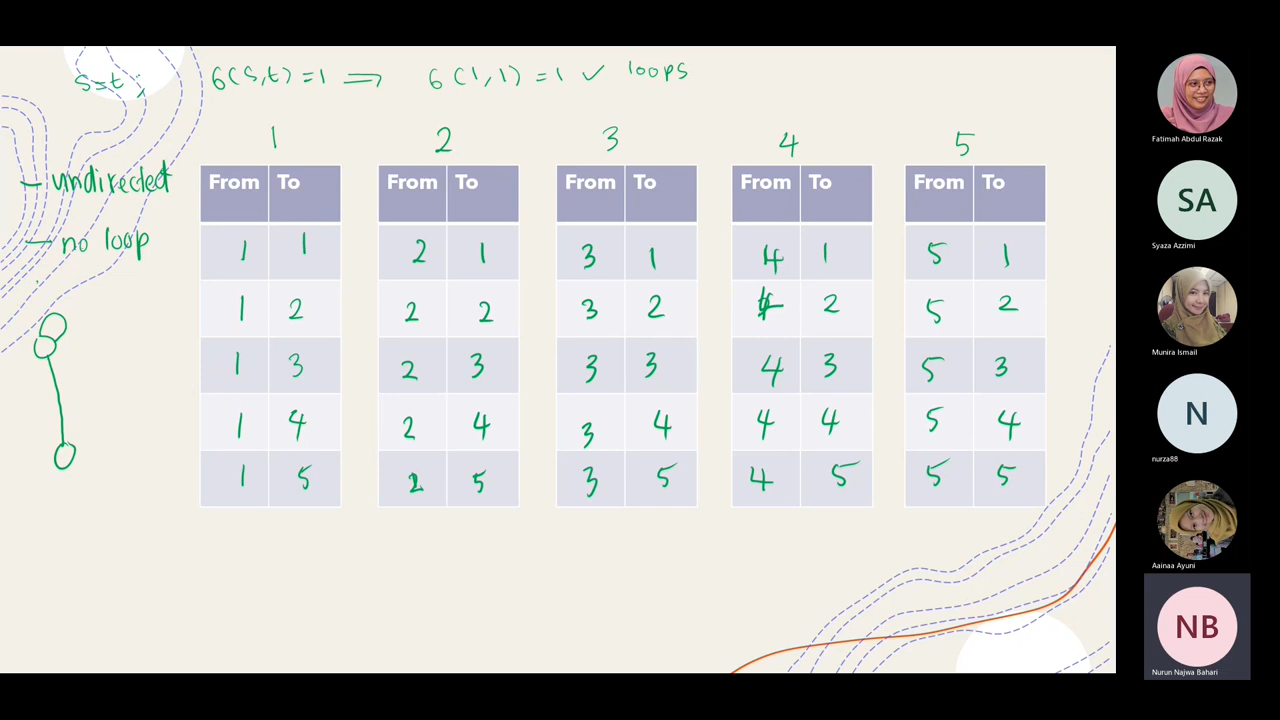 s=t ; 6(s,t) = 1 ⟹ 6(1,1) = 1 ✓ loops
1 2 3 4 5
- undirected
- no loop
From To From To From To From To From To
1 1 2 1 3 1 4 1 5 1
1 2 2 2 3 2 4 2 5 2
1 3 2 3 3 3 4 3 5 3
1 4 2 4 3 4 4 4 5 4
1 5 2 5 3 5 4 5 5 5
Fatimah Abdul Razak
SA
Syaza Azzimi
Munira Ismail
N
nurza88
Aainaa Ayuni
NB
Nurun Najwa Bahari